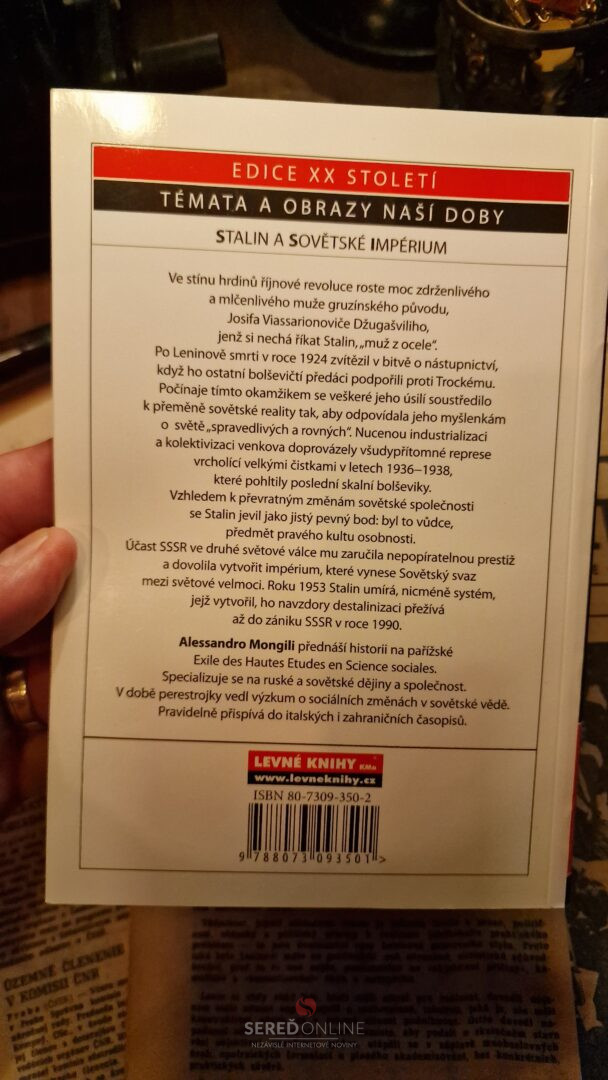 EDICE XX STOLETÍ
TÉMATA A OBRAZY NAŠÍ DOBY
STALIN A SOVĚTSKÉ IMPÉRIUM
Ve stínu hrdinů říjnové revoluce roste moc zdrženlivého
a mlčenlivého muže gruzínského původu,
Josifa Viassarionoviče Džugašviliho,
jenž si nechá říkat Stalin, „muž z ocele“.
Po Leninově smrti v roce 1924 zvítězil v bitvě o nástupnictví,
když ho ostatní bolševičtí předáci podpořili proti Trockému.
Počínaje tímto okamžikem se veškeré jeho úsilí soustředilo
k přeměně sovětské reality tak, aby odpovídala jeho myšlenkám
o světě „spravedlivých a rovných“. Nucenou industrializaci
a kolektivizaci venkova doprovázely všudypřítomné represe
vrcholící velkými čistkami v letech 1936–1938,
které pohltily poslední skalní bolševiky.
Vzhledem k převratným změnám sovětské společnosti
se Stalin jevil jako jistý pevný bod: byl to vůdce,
předmět pravého kultu osobnosti.
Účast SSSR ve druhé světové válce mu zaručila nepopíratelnou prestiž
a dovolila vytvořit impérium, které vynese Sovětský svaz
mezi světové velmoci. Roku 1953 Stalin umírá, nicméně systém,
jejž vytvořil, ho navzdory destalinizaci přežívá
až do zániku SSSR v roce 1990.
Alessandro Mongili přednáší historii na pařížské
Exile des Hautes Etudes en Science sociales.
Specializuje se na ruské a sovětské dějiny a společnost.
V době perestrojky vedl výzkum o sociálních změnách v sovětské vědě.
Pravidelně přispívá do italských i zahraničních časopisů.
LEVNÉ KNIHY KMa
www.levneknihy.cz
ISBN 80-7309-350-2
9 788073 093501 >
ÚZEMNÉ ČLENENIE
V KOMISII ČNR
SEREĎONLINE
NEZÁVISLÉ INTERNETOVÉ NOVINY